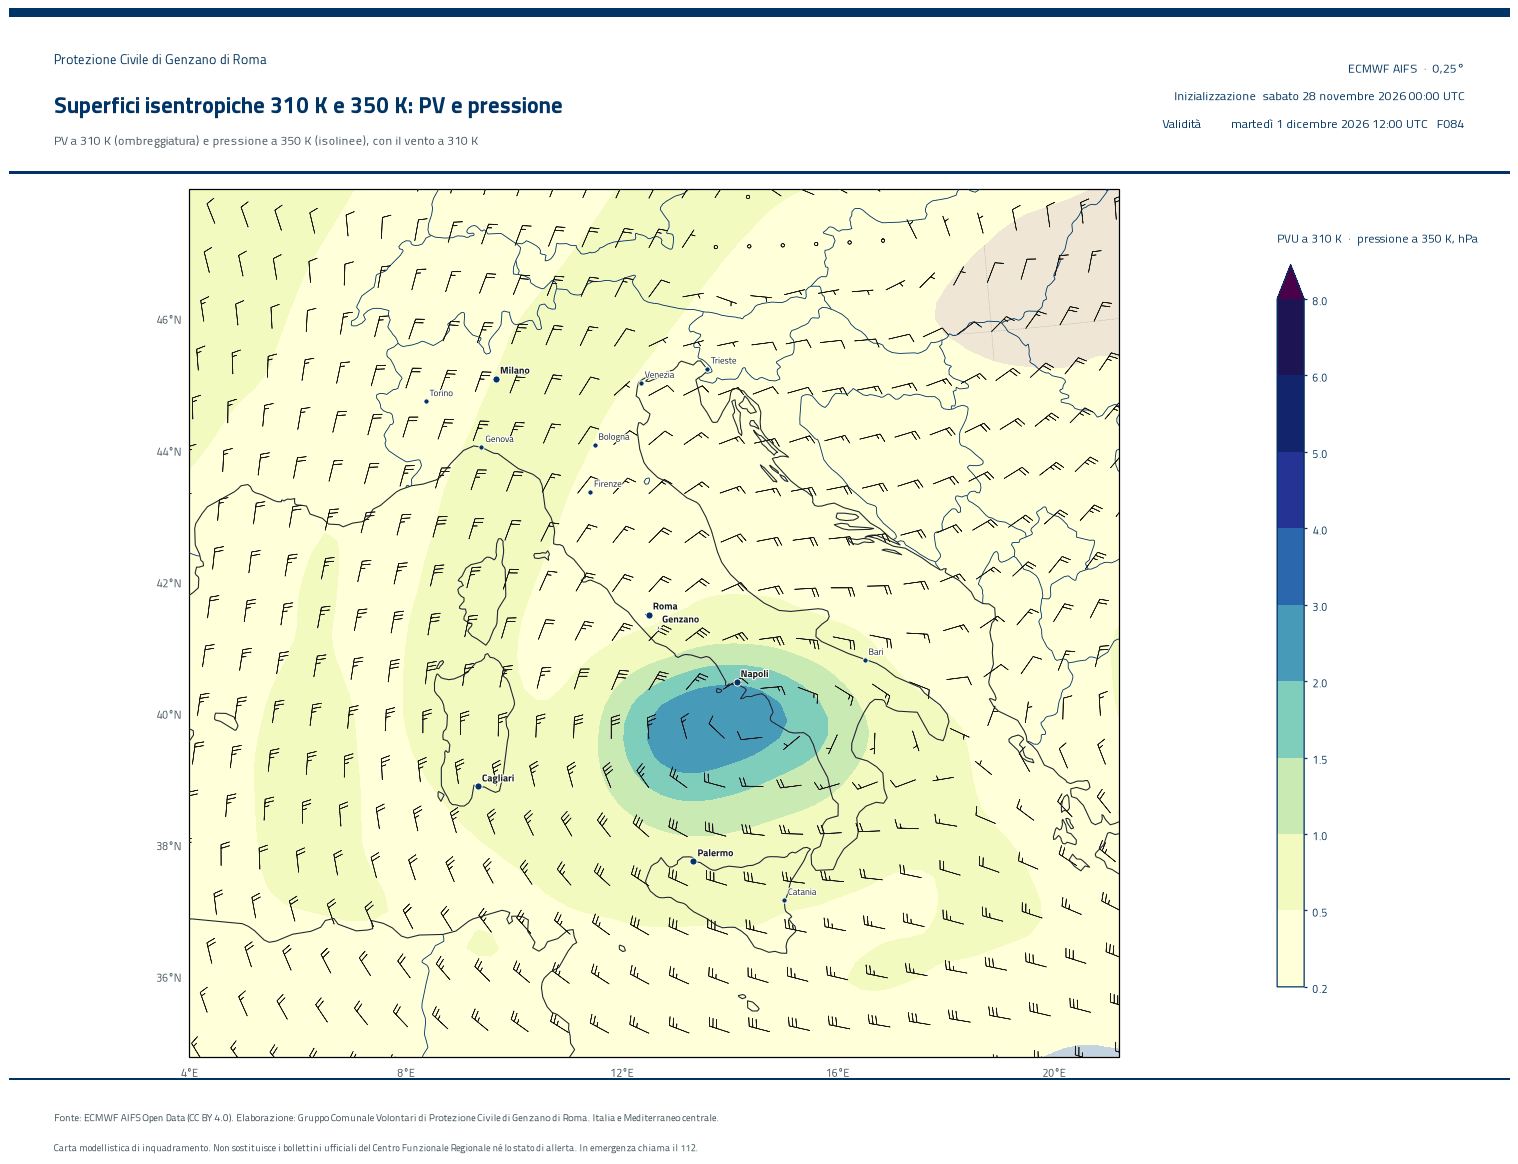 Protezione Civile di Genzano di Roma
Superfici isentropiche 310 K e 350 K: PV e pressione
PV a 310 K (ombreggiatura) e pressione a 350 K (isolinee), con il vento a 310 K
ECMWF AIFS · 0,25°
Inizializzazione sabato 28 novembre 2026 00:00 UTC
Validità martedì 1 dicembre 2026 12:00 UTC F084
PVU a 310 K · pressione a 350 K, hPa
8.0
6.0
5.0
4.0
3.0
2.0
1.5
1.0
0.5
0.2
46°N
44°N
42°N
40°N
38°N
36°N
Trieste
Milano
Venezia
Torino
Genova
Bologna
Firenze
Roma
Genzano
Bari
Napoli
Cagliari
Palermo
Catania
4°E
8°E
12°E
16°E
20°E
Fonte: ECMWF AIFS Open Data (CC BY 4.0). Elaborazione: Gruppo Comunale Volontari di Protezione Civile di Genzano di Roma. Italia e Mediterraneo centrale.
Carta modellistica di inquadramento. Non sostituisce i bollettini ufficiali del Centro Funzionale Regionale né lo stato di allerta. In emergenza chiama il 112.